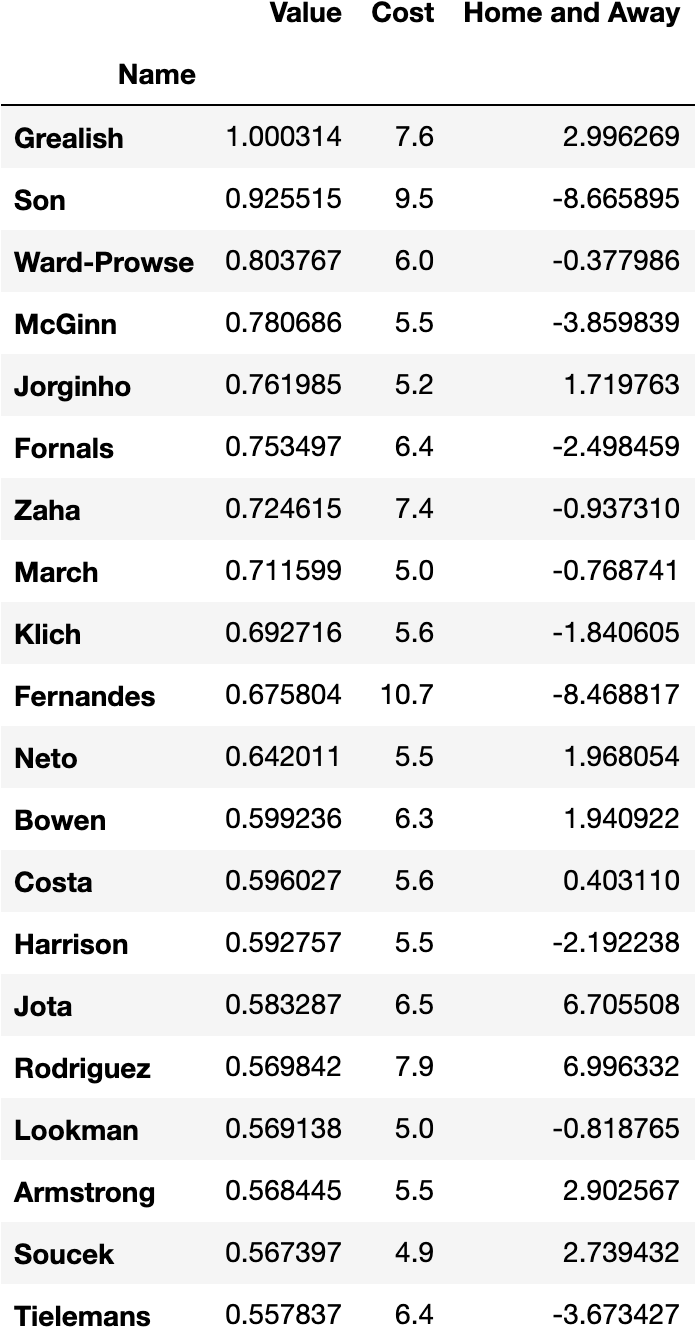 Value Cost Home and Away
Name
Grealish 1.000314 7.6 2.996269
Son 0.925515 9.5 -8.665895
Ward-Prowse 0.803767 6.0 -0.377986
McGinn 0.780686 5.5 -3.859839
Jorginho 0.761985 5.2 1.719763
Fornals 0.753497 6.4 -2.498459
Zaha 0.724615 7.4 -0.937310
March 0.711599 5.0 -0.768741
Klich 0.692716 5.6 -1.840605
Fernandes 0.675804 10.7 -8.468817
Neto 0.642011 5.5 1.968054
Bowen 0.599236 6.3 1.940922
Costa 0.596027 5.6 0.403110
Harrison 0.592757 5.5 -2.192238
Jota 0.583287 6.5 6.705508
Rodriguez 0.569842 7.9 6.996332
Lookman 0.569138 5.0 -0.818765
Armstrong 0.568445 5.5 2.902567
Soucek 0.567397 4.9 2.739432
Tielemans 0.557837 6.4 -3.673427